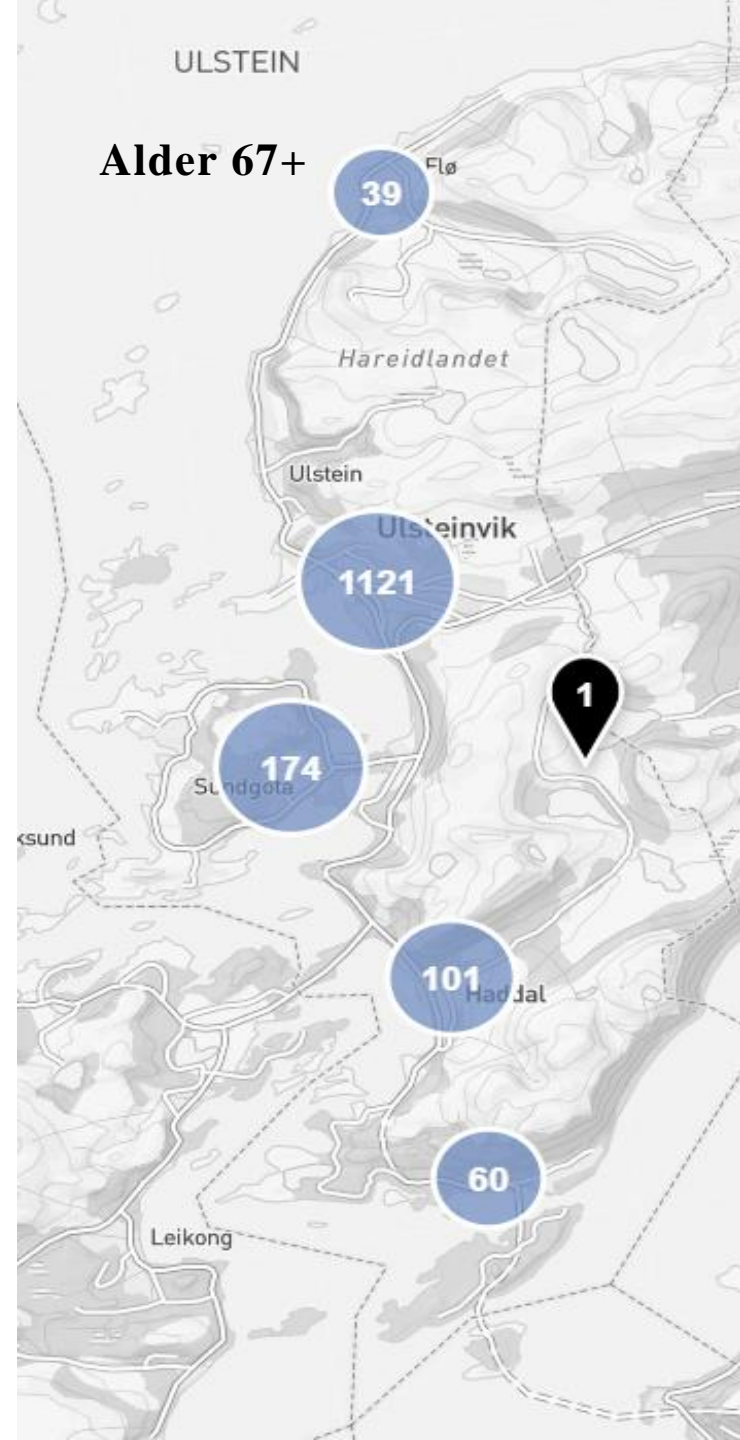 ULSTEIN
Alder 67+
Flø
39
Hareidlandet
Ulstein
Ulsteinvik
1121
1
174
Sundgota
ksund
101
Haddal
60
Leikong